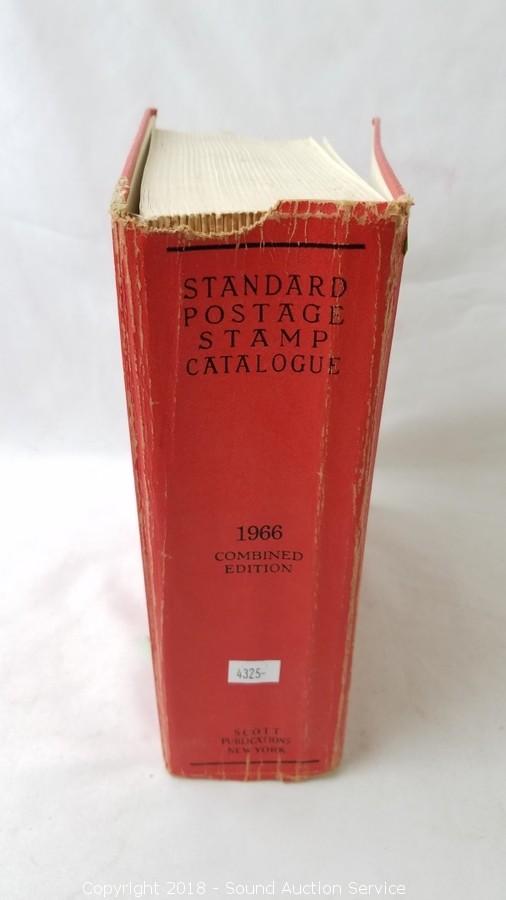 STANDARD
POSTAGE
STAMP
CATALOGUE
1966
COMBINED
EDITION
4325-
SCOTT
PUBLICATIONS
NEW YORK
Copyright 2018 - Sound Auction Service